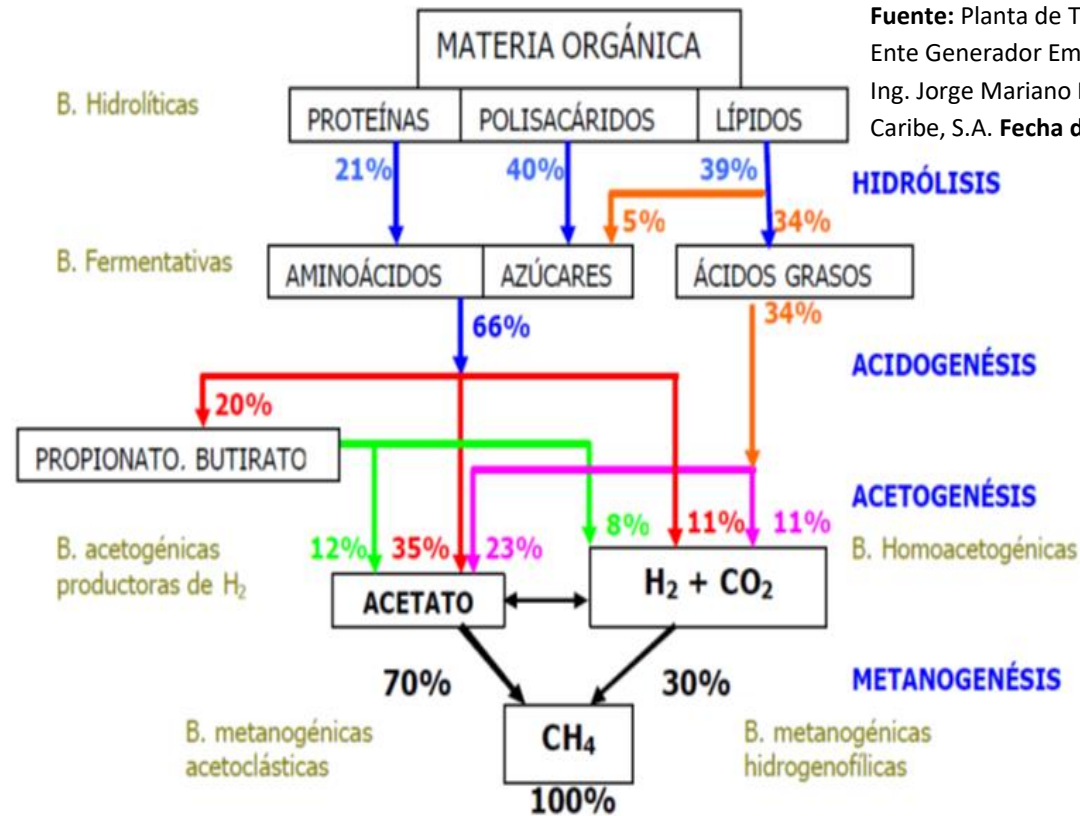 Fuente: Planta de T
Ente Generador Em
Ing. Jorge Mariano
Caribe, S.A. Fecha d
MATERIA ORGÁNICA
B. Hidrolíticas
PROTEÍNAS POLISACÁRIDOS LÍPIDOS
21% 40% 39%
HIDRÓLISIS
5% 34%
B. Fermentativas
AMINOÁCIDOS AZÚCARES ÁCIDOS GRASOS
66% 34%
ACIDOGENÉSIS
20%
PROPIONATO. BUTIRATO
ACETOGENÉSIS
12% 35% 23% 8% 11% 11%
B. acetogénicas
productoras de H₂
B. Homoacetogénicas
ACETATO
H₂ + CO₂
70% 30%
METANOGENÉSIS
B. metanogénicas
acetoclásticas
CH₄
B. metanogénicas
hidrogenofílicas
100%